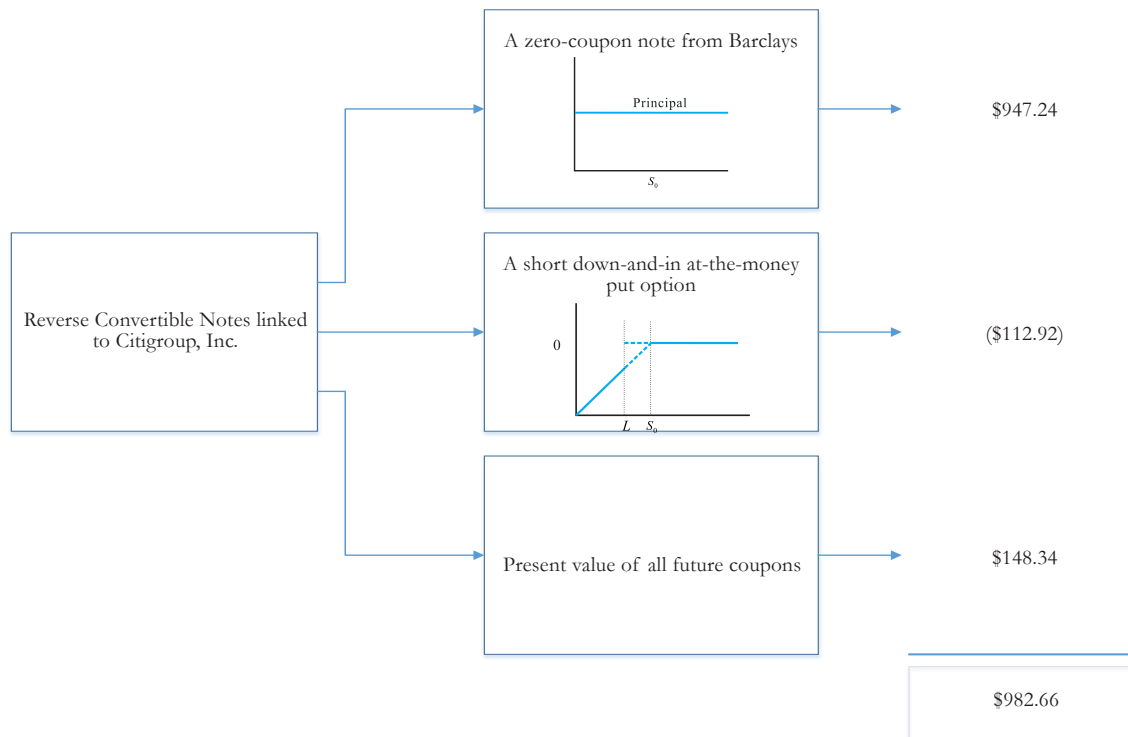 A zero-coupon note from Barclays
Principal
S₀
$947.24
Reverse Convertible Notes linked
to Citigroup, Inc.
A short down-and-in at-the-money
put option
0
L S₀
($112.92)
Present value of all future coupons
$148.34
$982.66